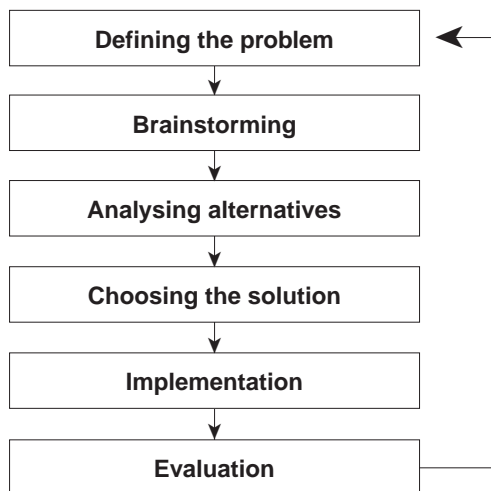 Defining the problem
Brainstorming
Analysing alternatives
Choosing the solution
Implementation
Evaluation